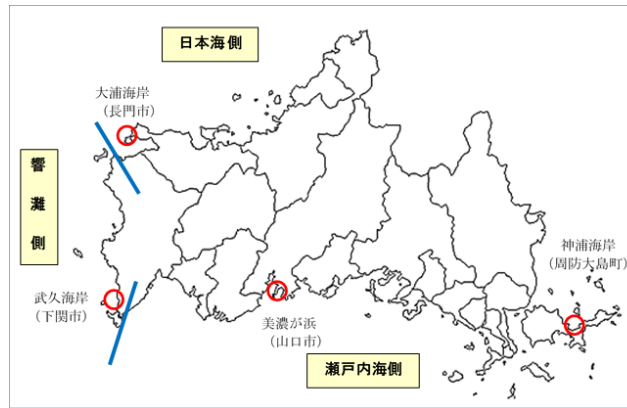 日本海側
大浦海岸
（長門市）
響灘側
神浦海岸
（周防大島町）
武久海岸
（下関市）
美濃が浜
（山口市）
瀬戸内海側